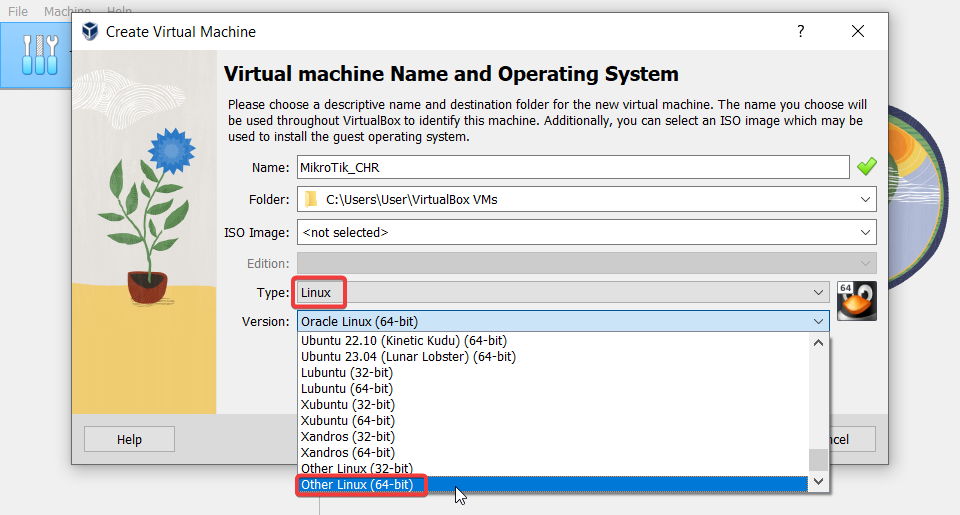 File Machine Help
Create Virtual Machine
?
Virtual machine Name and Operating System
Please choose a descriptive name and destination folder for the new virtual machine. The name you choose will
be used throughout VirtualBox to identify this machine. Additionally, you can select an ISO image which may be
used to install the guest operating system.
Name: MikroTik_CHR
Folder: C:\Users\User\VirtualBox VMs
ISO Image: <not selected>
Edition:
Type: Linux
64
Version: Oracle Linux (64-bit)
Ubuntu 22.10 (Kinetic Kudu) (64-bit)
Ubuntu 23.04 (Lunar Lobster) (64-bit)
Lubuntu (32-bit)
Lubuntu (64-bit)
Xubuntu (32-bit)
Xubuntu (64-bit)
Xandros (32-bit)
Xandros (64-bit)
Other Linux (32-bit)
Other Linux (64-bit)
Help